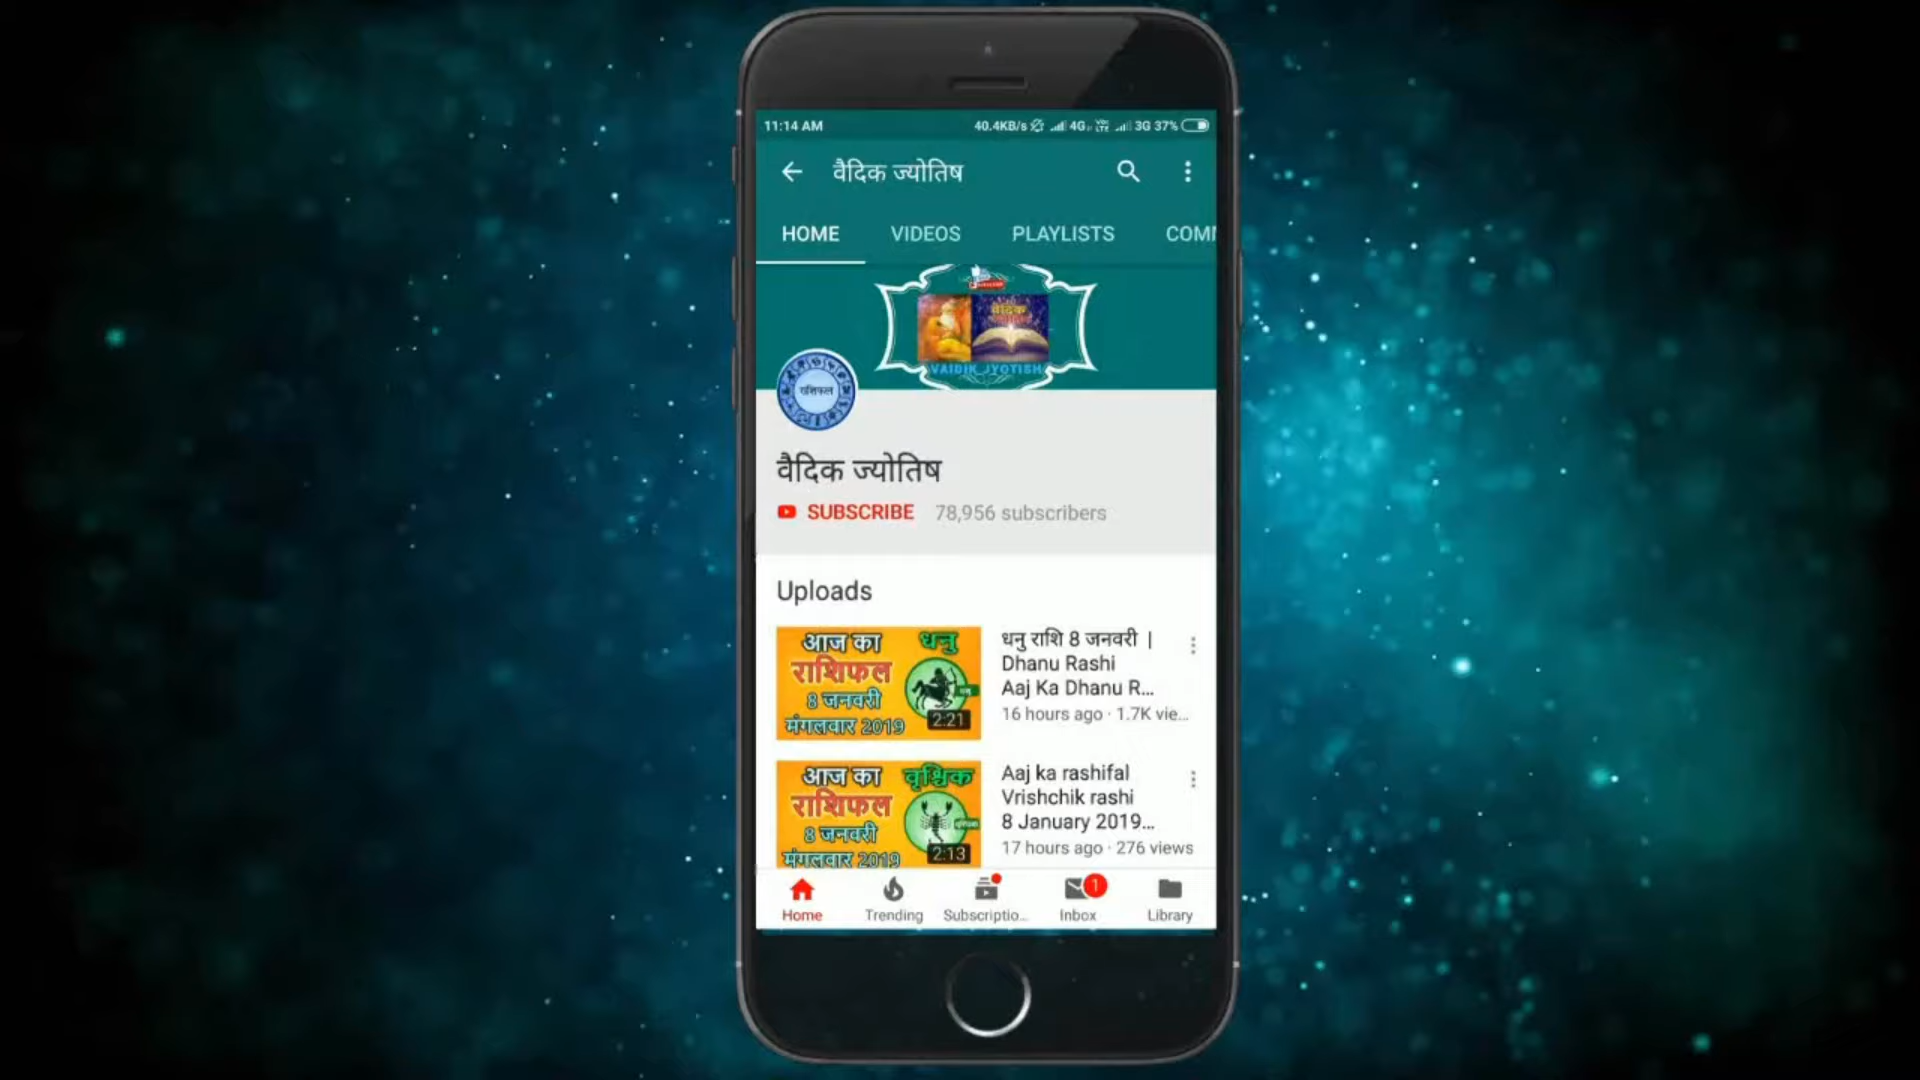 11:14 AM
40.4KB/s 4G VoLTE 3G 37%
वैदिक ज्योतिष
HOME VIDEOS PLAYLISTS COMM
वैदिक
VAIDIK JYOTISH
राशिफल
वैदिक ज्योतिष
SUBSCRIBE 78,956 subscribers
Uploads
आज का धनु
राशिफल
8 जनवरी
मंगलवार 2019
2:21
धनु राशि 8 जनवरी |
Dhanu Rashi
Aaj Ka Dhanu R...
16 hours ago · 1.7K vie...
आज का वृश्चिक
राशिफल
8 जनवरी
मंगलवार 2019
2:13
Aaj ka rashifal
Vrishchik rashi
8 January 2019...
17 hours ago · 276 views
1
Home Trending Subscriptio... Inbox Library